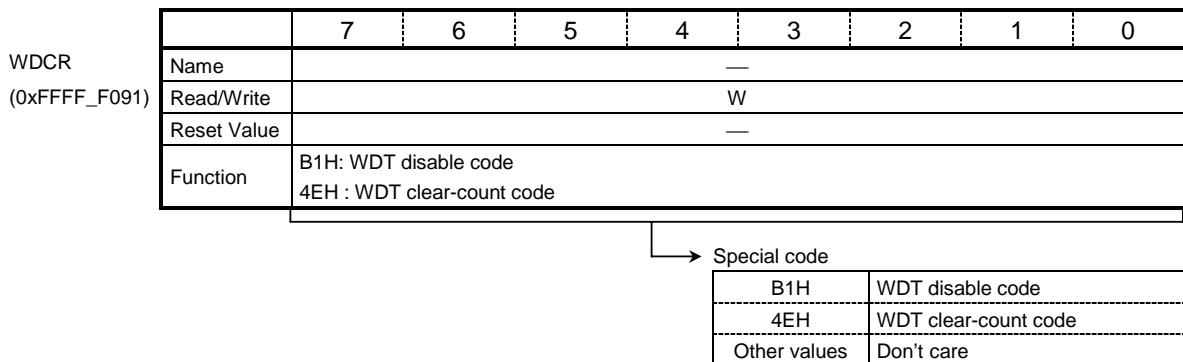 7 6 5 4 3 2 1 0
WDCR
(0xFFFF_F091)
Name —
Read/Write W
Reset Value —
Function B1H: WDT disable code
4EH : WDT clear-count code
Special code
B1H WDT disable code
4EH WDT clear-count code
Other values Don’t care